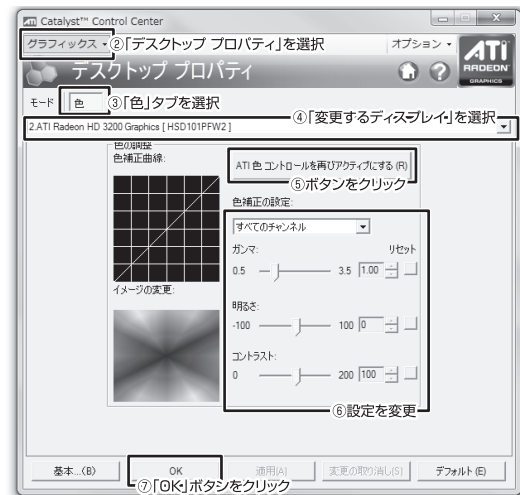 Catalyst™ Control Center
グラフィックス ②「デスクトップ プロパティ」を選択 オプション
デスクトップ プロパティ
ATI
RADEON
GRAPHICS
モード 色 ③「色」タブを選択
④「変更するディスプレイ」を選択
2.ATI Radeon HD 3200 Graphics [ HSD101PFW2 ]
色の調整
色補正曲線:
ATI 色 コントロールを再びアクティブにする (R)
⑤ボタンをクリック
色補正の設定:
すべてのチャンネル
ガンマ: リセット
0.5 3.5 1.00
イメージの変更:
明るさ:
-100 100 0
コントラスト:
0 200 100
⑥設定を変更
基本...(B) OK 適用(A) 変更の取り消し(S) デフォルト (E)
⑦「OK」ボタンをクリック